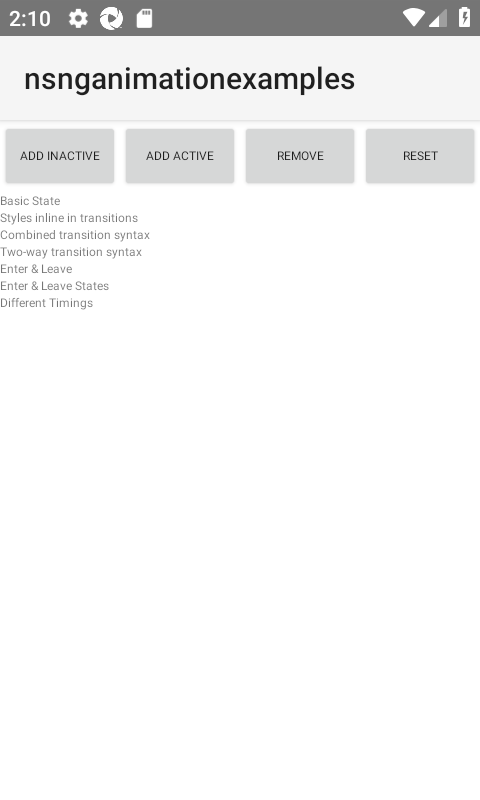 2:10
nsnganimationexamples
ADD INACTIVE
ADD ACTIVE
REMOVE
RESET
Basic State
Styles inline in transitions
Combined transition syntax
Two-way transition syntax
Enter & Leave
Enter & Leave States
Different Timings